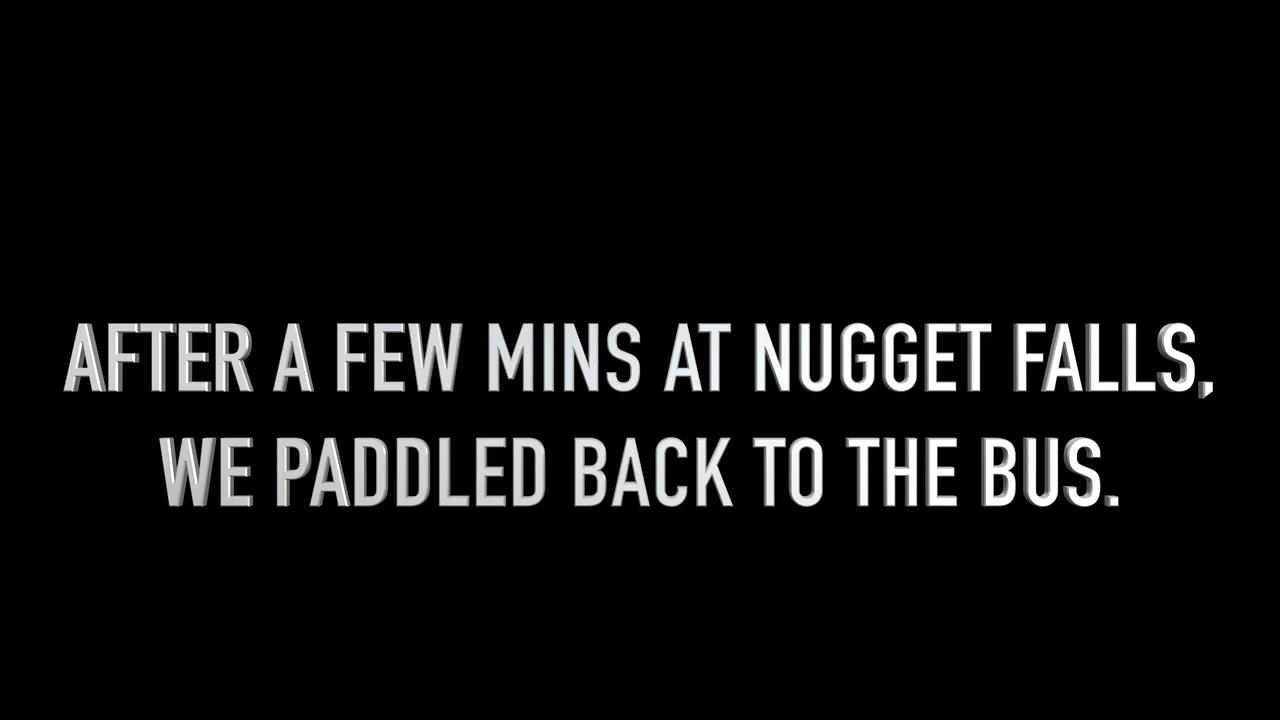 AFTER A FEW MINS AT NUGGET FALLS,
WE PADDLED BACK TO THE BUS.